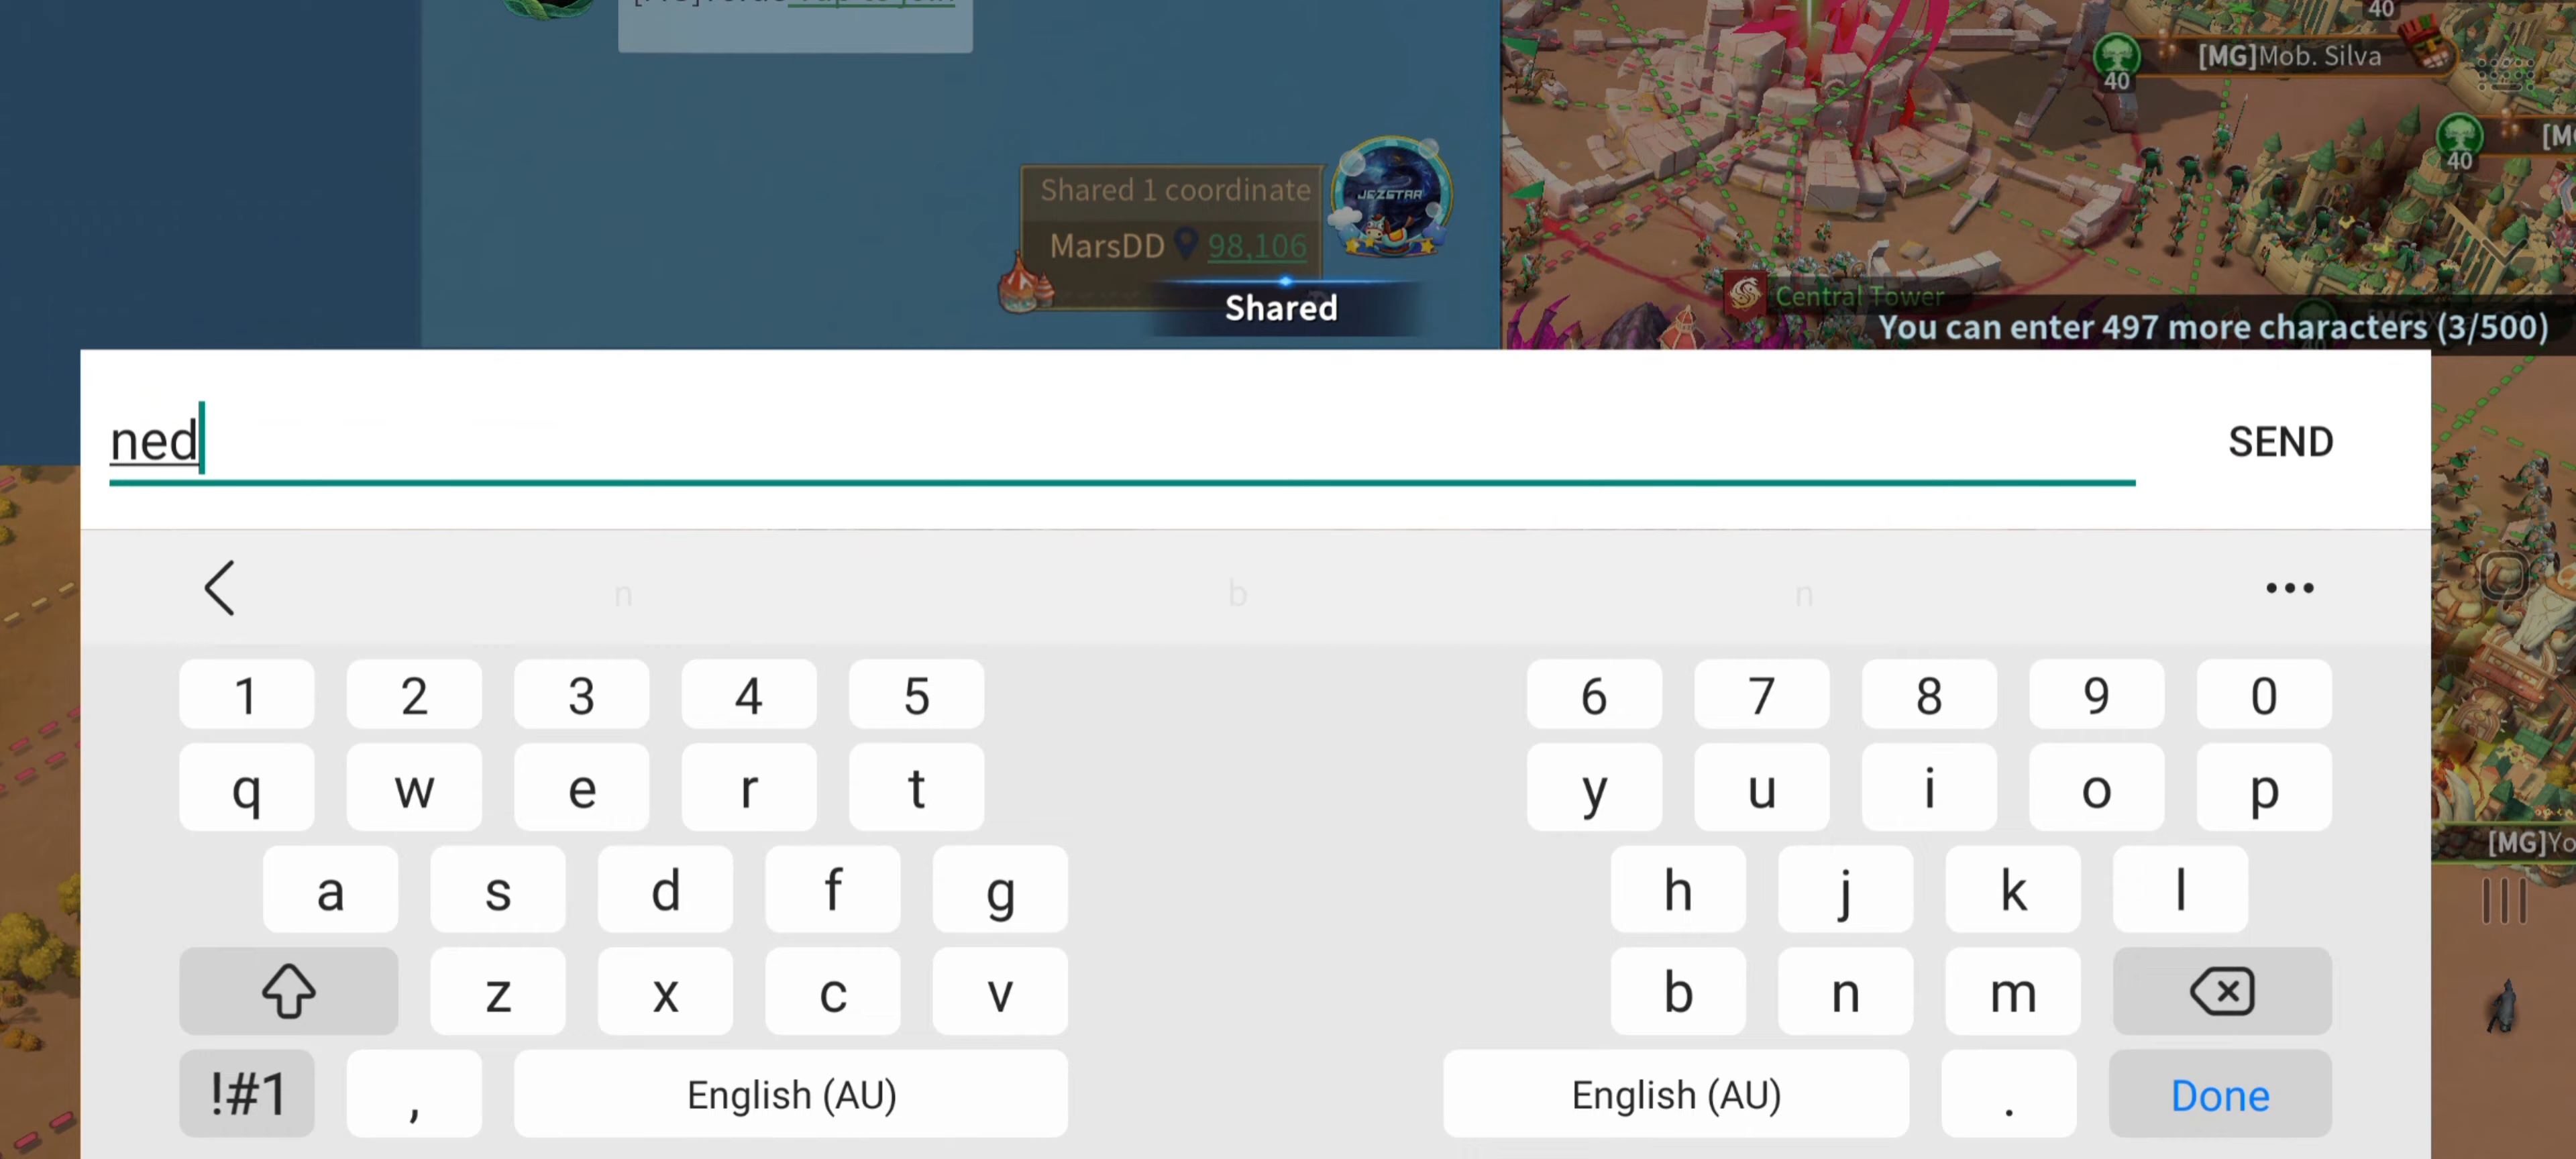 40
[MG]Mob. Silva
40
40
JEZETAR
Shared 1 coordinate
MarsDD 98,106
Shared
Central Tower
You can enter 497 more characters (3/500)
ned
SEND
n b n
1 2 3 4 5 6 7 8 9 0
q w e r t y u i o p
a s d f g h j k l
z x c v b n m
!#1 , English (AU) English (AU) . Done
[MG]Yo